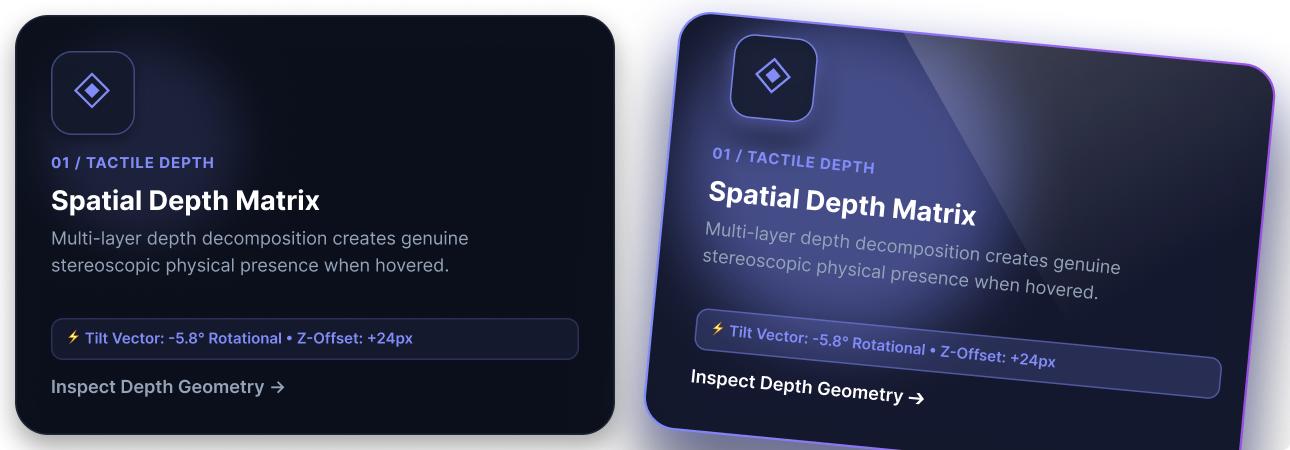 01 / TACTILE DEPTH
Spatial Depth Matrix
Multi-layer depth decomposition creates genuine
stereoscopic physical presence when hovered.
⚡ Tilt Vector: -5.8° Rotational • Z-Offset: +24px
Inspect Depth Geometry →
01 / TACTILE DEPTH
Spatial Depth Matrix
Multi-layer depth decomposition creates genuine
stereoscopic physical presence when hovered.
⚡ Tilt Vector: -5.8° Rotational • Z-Offset: +24px
Inspect Depth Geometry →